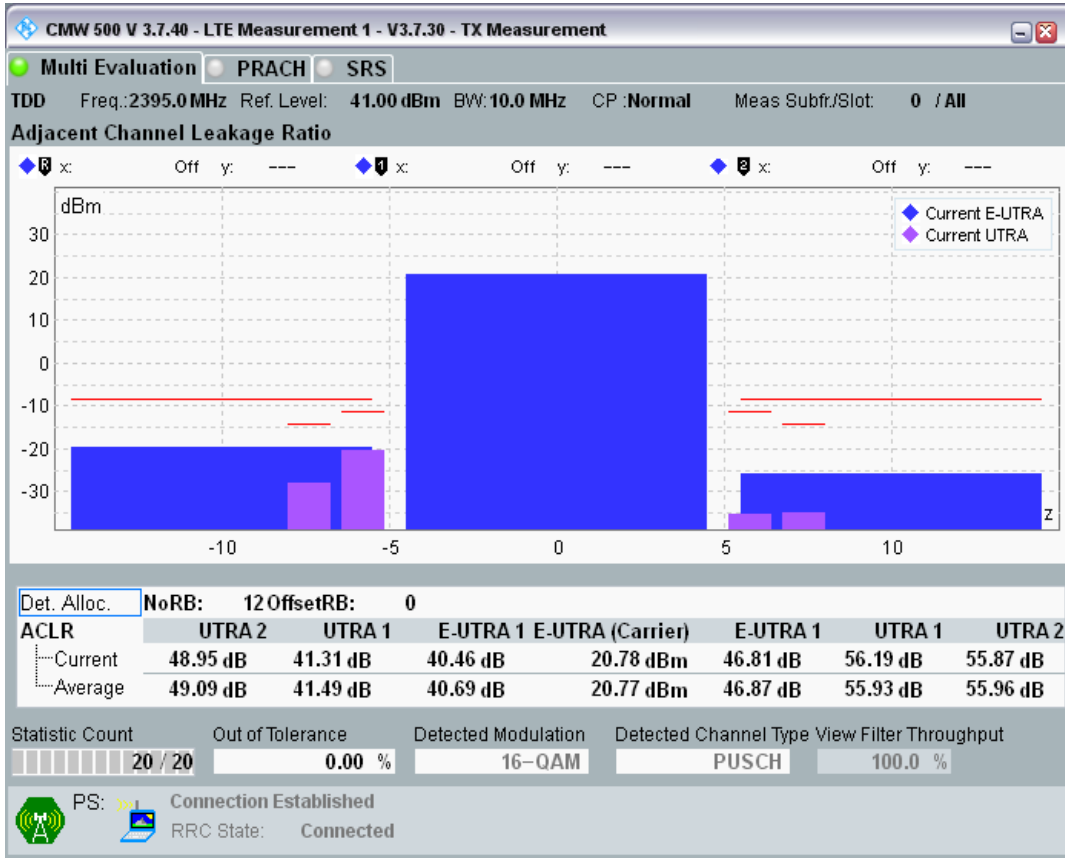 CMW 500 V 3.7.40 - LTE Measurement 1 - V3.7.30 - TX Measurement
Multi Evaluation PRACH SRS
TDD Freq.:2395.0 MHz Ref. Level: 41.00 dBm BW: 10.0 MHz CP :Normal Meas Subfr./Slot: 0 / All
Adjacent Channel Leakage Ratio
R x: Off y: --- 1 x: Off y: --- 2 x: Off y: ---
dBm
Current E-UTRA
Current UTRA
30
20
10
0
-10
-20
-30
z
-10 -5 0 5 10
Det. Alloc. NoRB: 12 OffsetRB: 0
ACLR UTRA 2 UTRA 1 E-UTRA 1 E-UTRA (Carrier) E-UTRA 1 UTRA 1 UTRA 2
Current 48.95 dB 41.31 dB 40.46 dB 20.78 dBm 46.81 dB 56.19 dB 55.87 dB
Average 49.09 dB 41.49 dB 40.69 dB 20.77 dBm 46.87 dB 55.93 dB 55.96 dB
Statistic Count Out of Tolerance Detected Modulation Detected Channel Type View Filter Throughput
20 / 20 0.00 % 16-QAM PUSCH 100.0 %
PS: Connection Established
RRC State: Connected